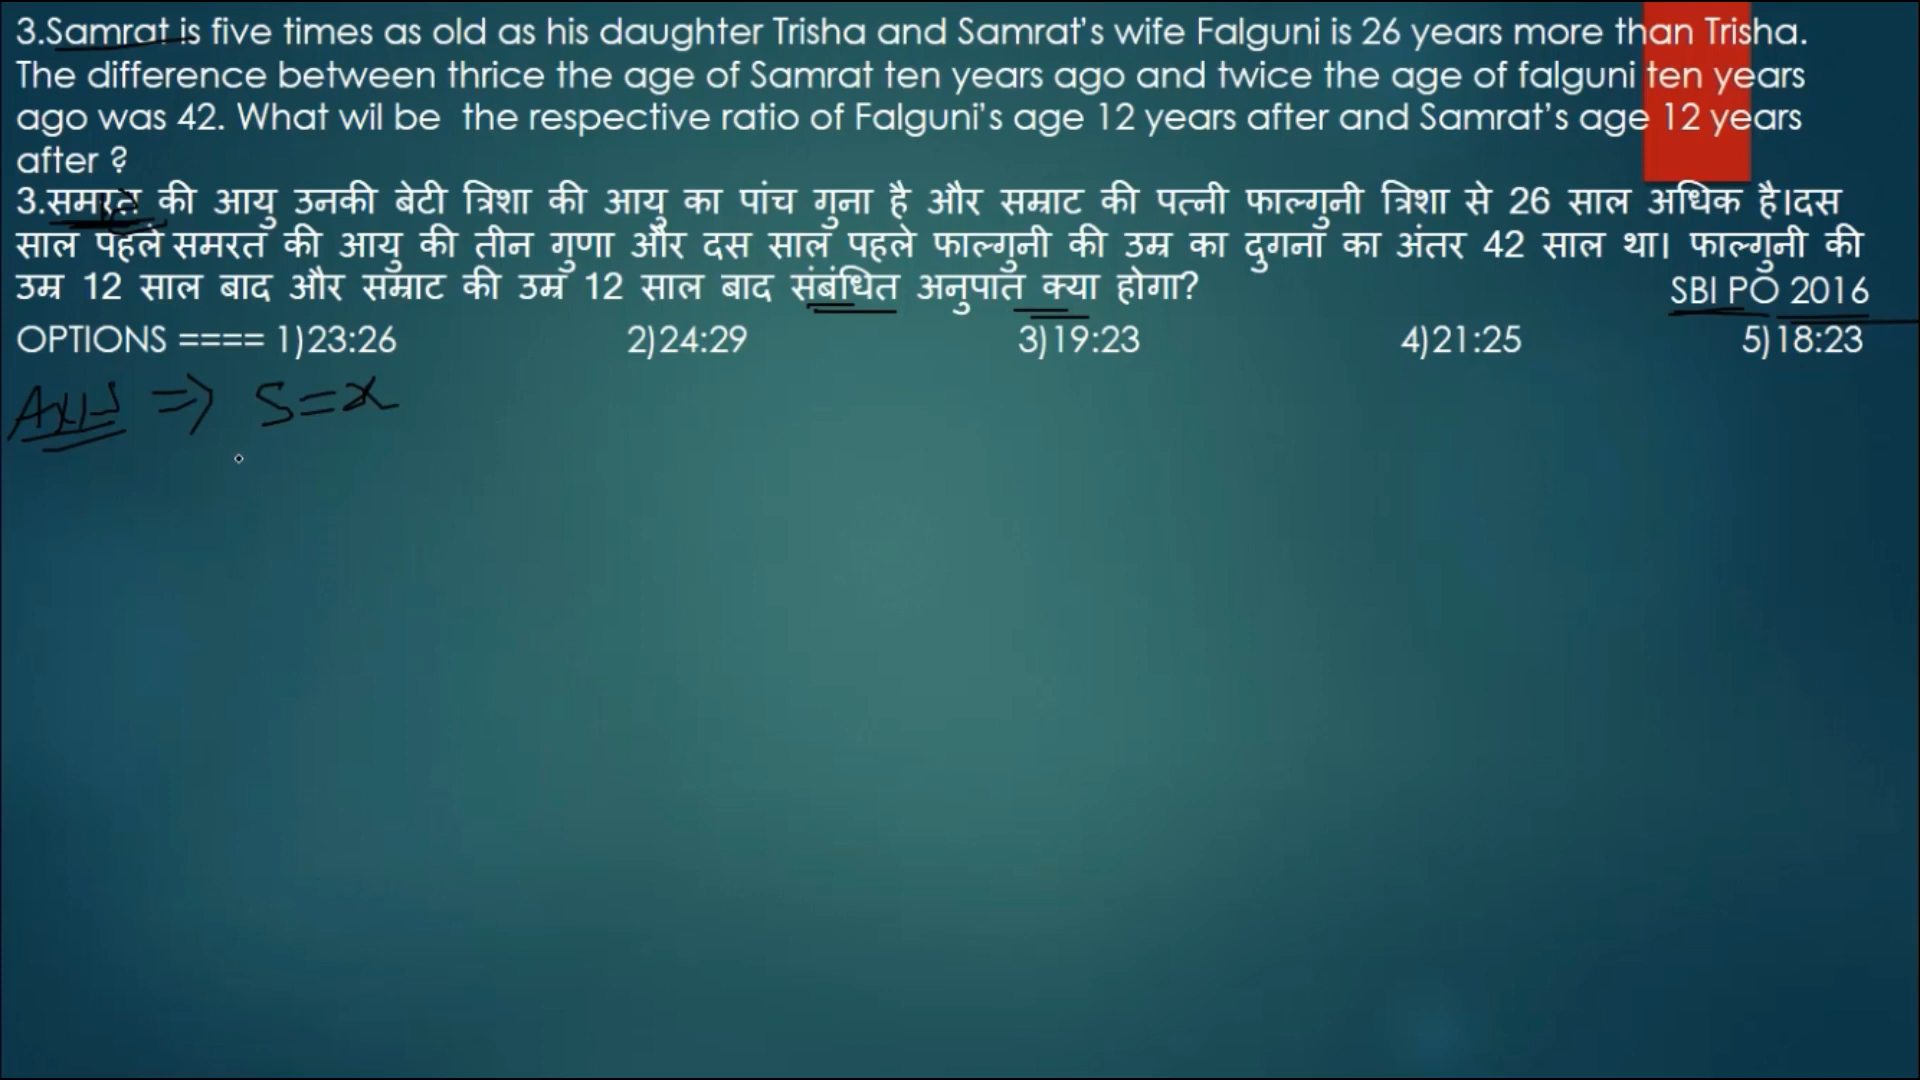 3.Samrat is five times as old as his daughter Trisha and Samrat's wife Falguni is 26 years more than Trisha.
The difference between thrice the age of Samrat ten years ago and twice the age of falguni ten years
ago was 42. What wil be the respective ratio of Falguni's age 12 years after and Samrat's age 12 years
after ?
3.समरात की आयु उनकी बेटी त्रिशा की आयु का पांच गुना है और सम्राट की पत्नी फाल्गुनी त्रिशा से 26 साल अधिक है।दस
साल पहले समरत की आयु की तीन गुणा और दस साल पहले फाल्गुनी की उम्र का दुगना का अंतर 42 साल था। फाल्गुनी की
उम्र 12 साल बाद और सम्राट की उम्र 12 साल बाद संबंधित अनुपात क्या होगा? SBI PO 2016
OPTIONS ==== 1)23:26 2)24:29 3)19:23 4)21:25 5)18:23
Ans => S=x